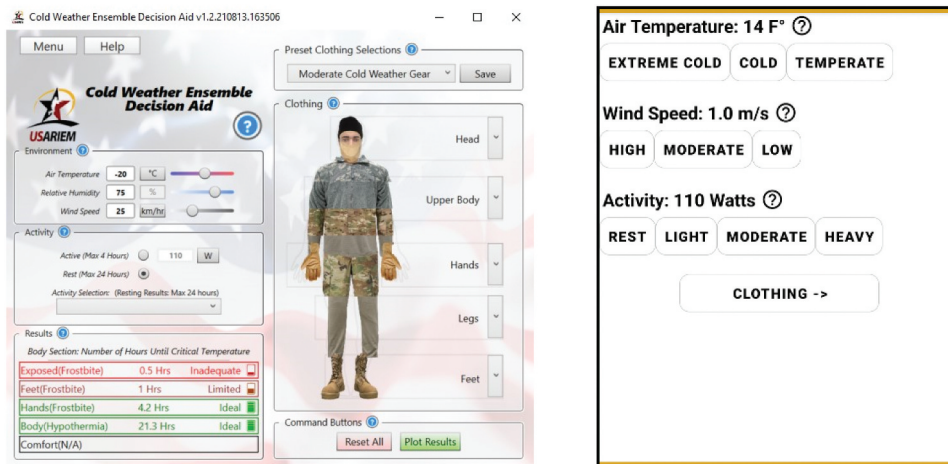 Cold Weather Ensemble Decision Aid v1.2.210813.163506
Menu
Help
Cold Weather Ensemble
Decision Aid
USARIEM
Environment
Air Temperature -20 °C
Relative Humidity 75 %
Wind Speed 25 km/hr
Activity
Active (Max 4 Hours) 110 W
Rest (Max 24 Hours)
Activity Selection: (Resting Results: Max 24 hours)
Results
Body Section: Number of Hours Until Critical Temperature
Exposed(Frostbite) 0.5 Hrs Inadequate
Feet(Frostbite) 1 Hrs Limited
Hands(Frostbite) 4.2 Hrs Ideal
Body(Hypothermia) 21.3 Hrs Ideal
Comfort(N/A)
Preset Clothing Selections
Moderate Cold Weather Gear Save
Clothing
Head
Upper Body
Hands
Legs
Feet
Command Buttons
Reset All Plot Results
Air Temperature: 14 F°
EXTREME COLD COLD TEMPERATE
Wind Speed: 1.0 m/s
HIGH MODERATE LOW
Activity: 110 Watts
REST LIGHT MODERATE HEAVY
CLOTHING ->